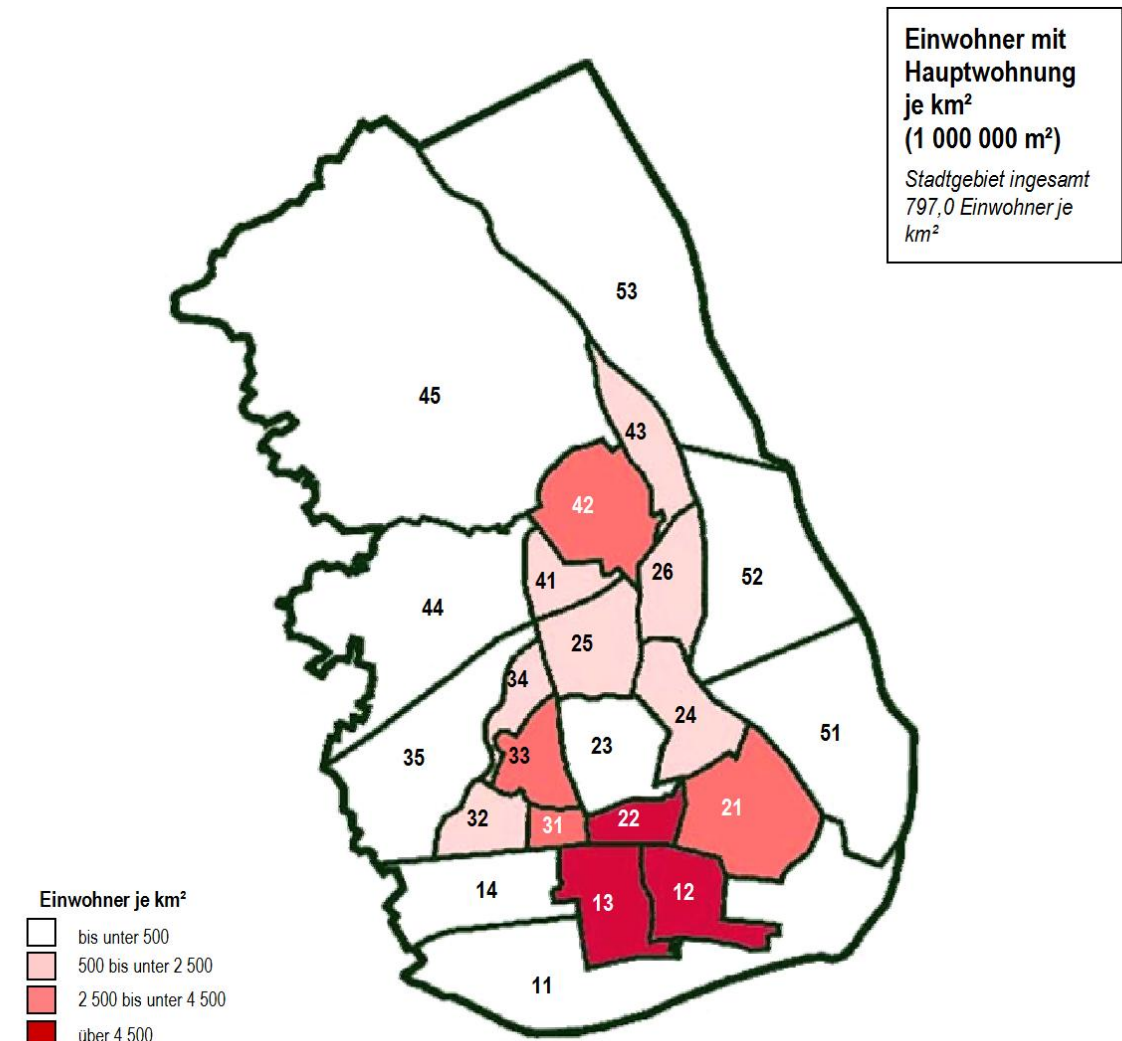 Einwohner mit
Hauptwohnung
je km²
(1 000 000 m²)
Stadtgebiet ingesamt
797,0 Einwohner je
km²
53
45
43
42
26
41
52
44
25
34
24
51
23
35
33
21
32
31
22
14
12
13
11
Einwohner je km²
bis unter 500
500 bis unter 2 500
2 500 bis unter 4 500
über 4 500